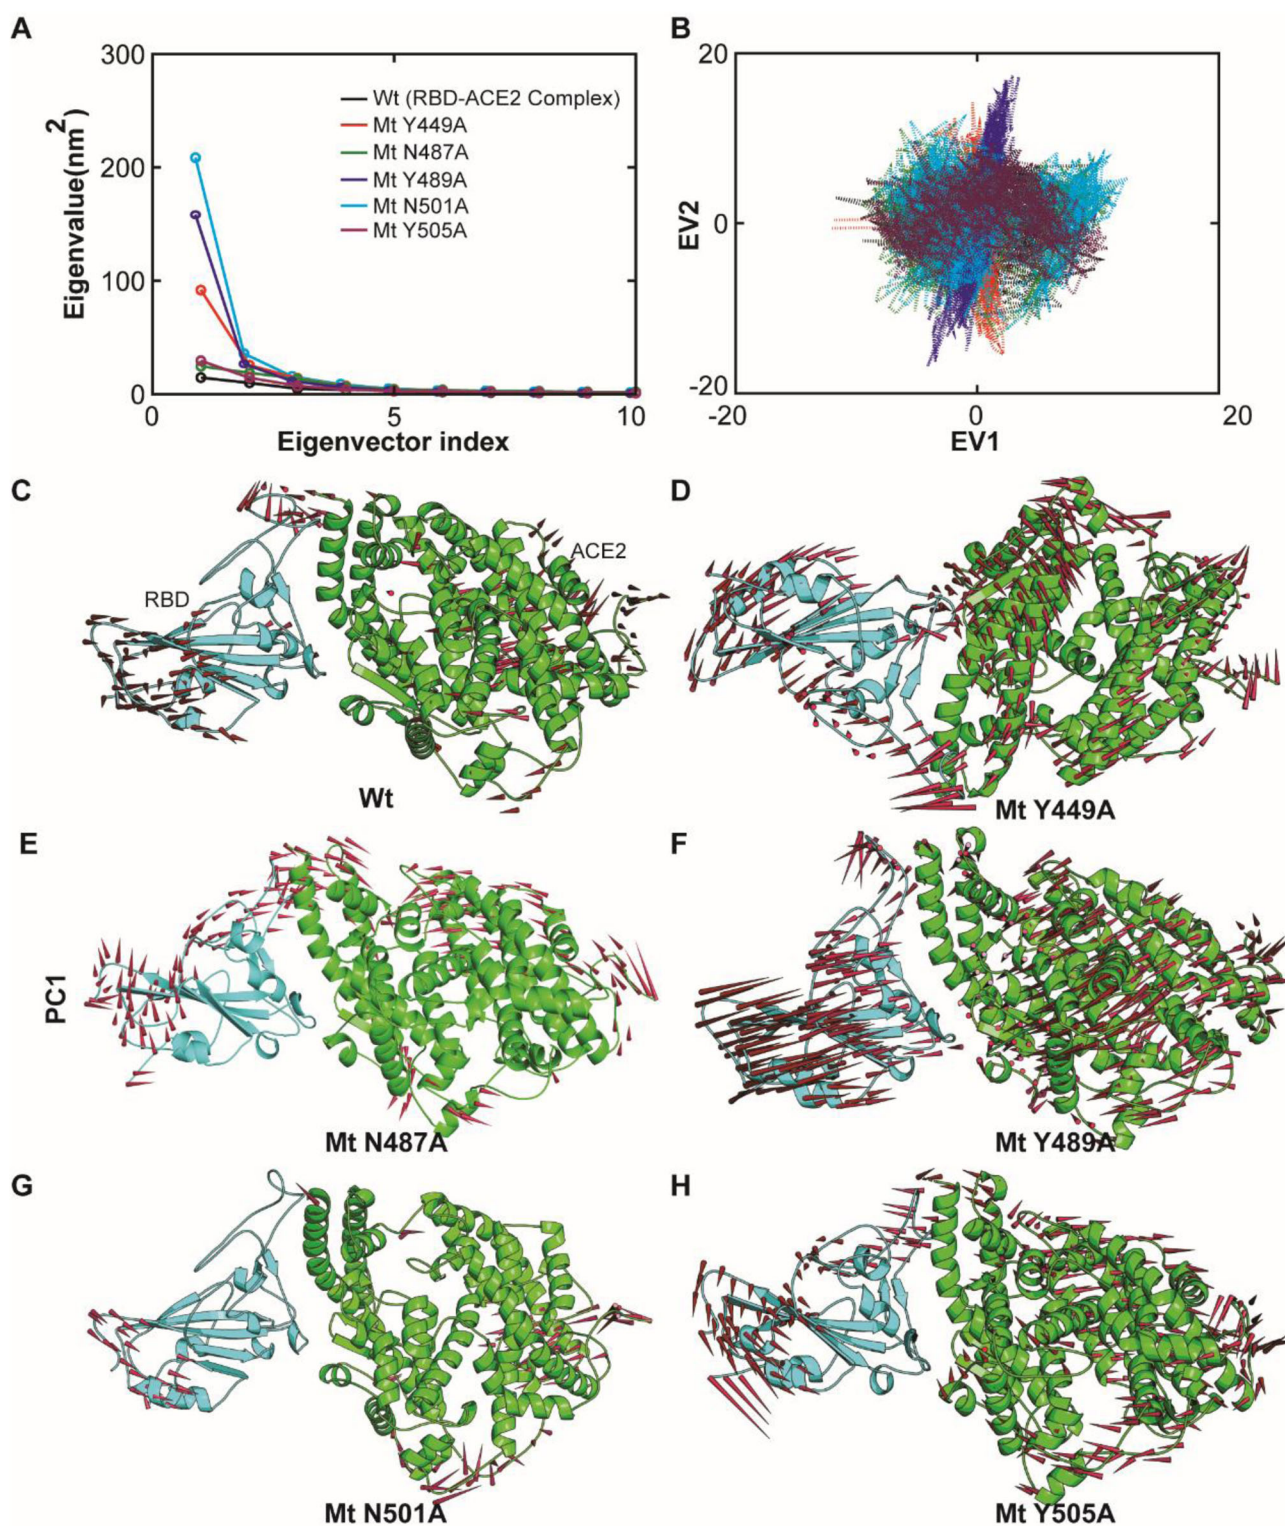 A
B
300
200
100
0
Eigenvalue(nm2)
Wt (RBD-ACE2 Complex)
Mt Y449A
Mt N487A
Mt Y489A
Mt N501A
Mt Y505A
0 5 10
Eigenvector index
20
0
-20
EV2
-20 0 20
EV1
C
D
RBD
ACE2
Wt
Mt Y449A
E
F
PC1
Mt N487A
Mt Y489A
G
H
Mt N501A
Mt Y505A